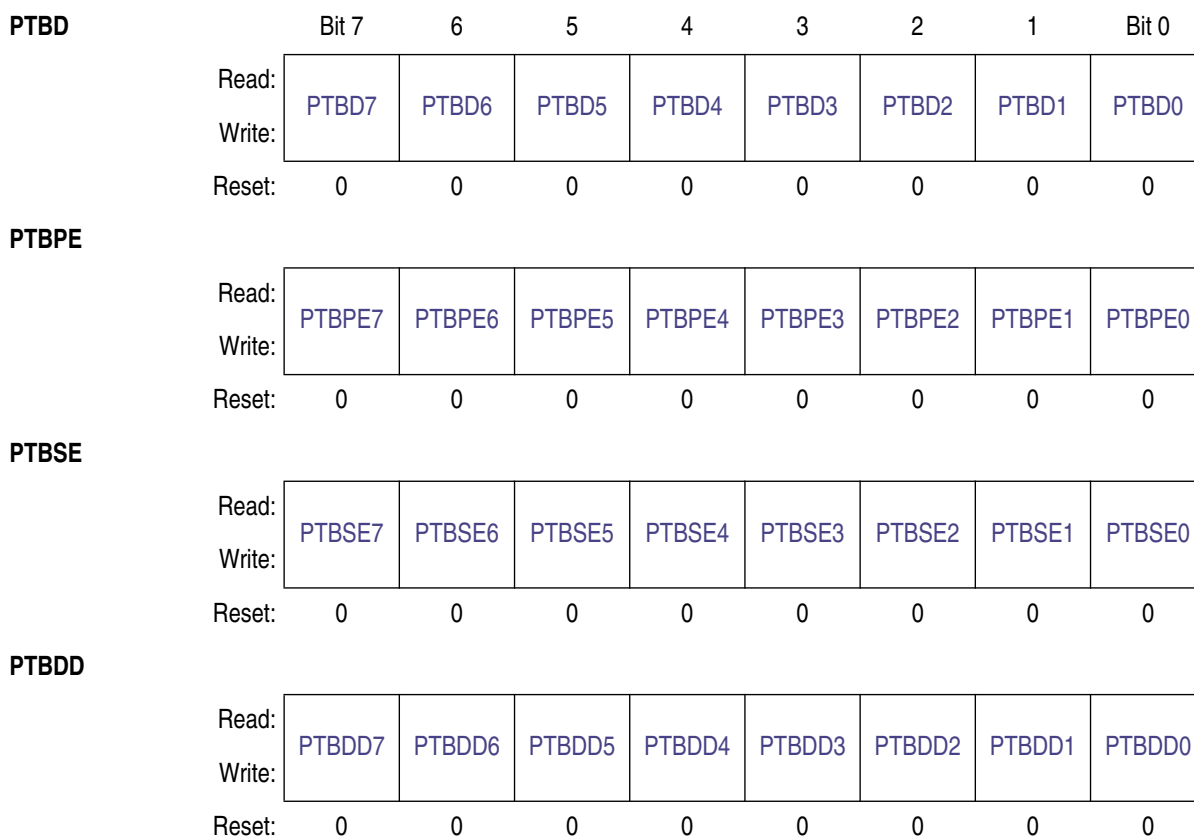 PTBD Bit 7 6 5 4 3 2 1 Bit 0
Read:
PTBD7 PTBD6 PTBD5 PTBD4 PTBD3 PTBD2 PTBD1 PTBD0
Write:
Reset: 0 0 0 0 0 0 0 0
PTBPE
Read:
PTBPE7 PTBPE6 PTBPE5 PTBPE4 PTBPE3 PTBPE2 PTBPE1 PTBPE0
Write:
Reset: 0 0 0 0 0 0 0 0
PTBSE
Read:
PTBSE7 PTBSE6 PTBSE5 PTBSE4 PTBSE3 PTBSE2 PTBSE1 PTBSE0
Write:
Reset: 0 0 0 0 0 0 0 0
PTBDD
Read:
PTBDD7 PTBDD6 PTBDD5 PTBDD4 PTBDD3 PTBDD2 PTBDD1 PTBDD0
Write:
Reset: 0 0 0 0 0 0 0 0